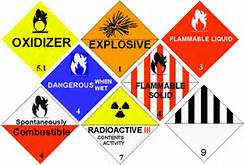 OXIDIZER
5.1
EXPLOSIVE
1
FLAMMABLE LIQUID
3
DANGEROUS WHEN
WET
4
FLAMMABLE
SOLID
4
Spontaneously
Combustible
4
RADIOACTIVE III
CONTENTS
ACTIVITY
7
9